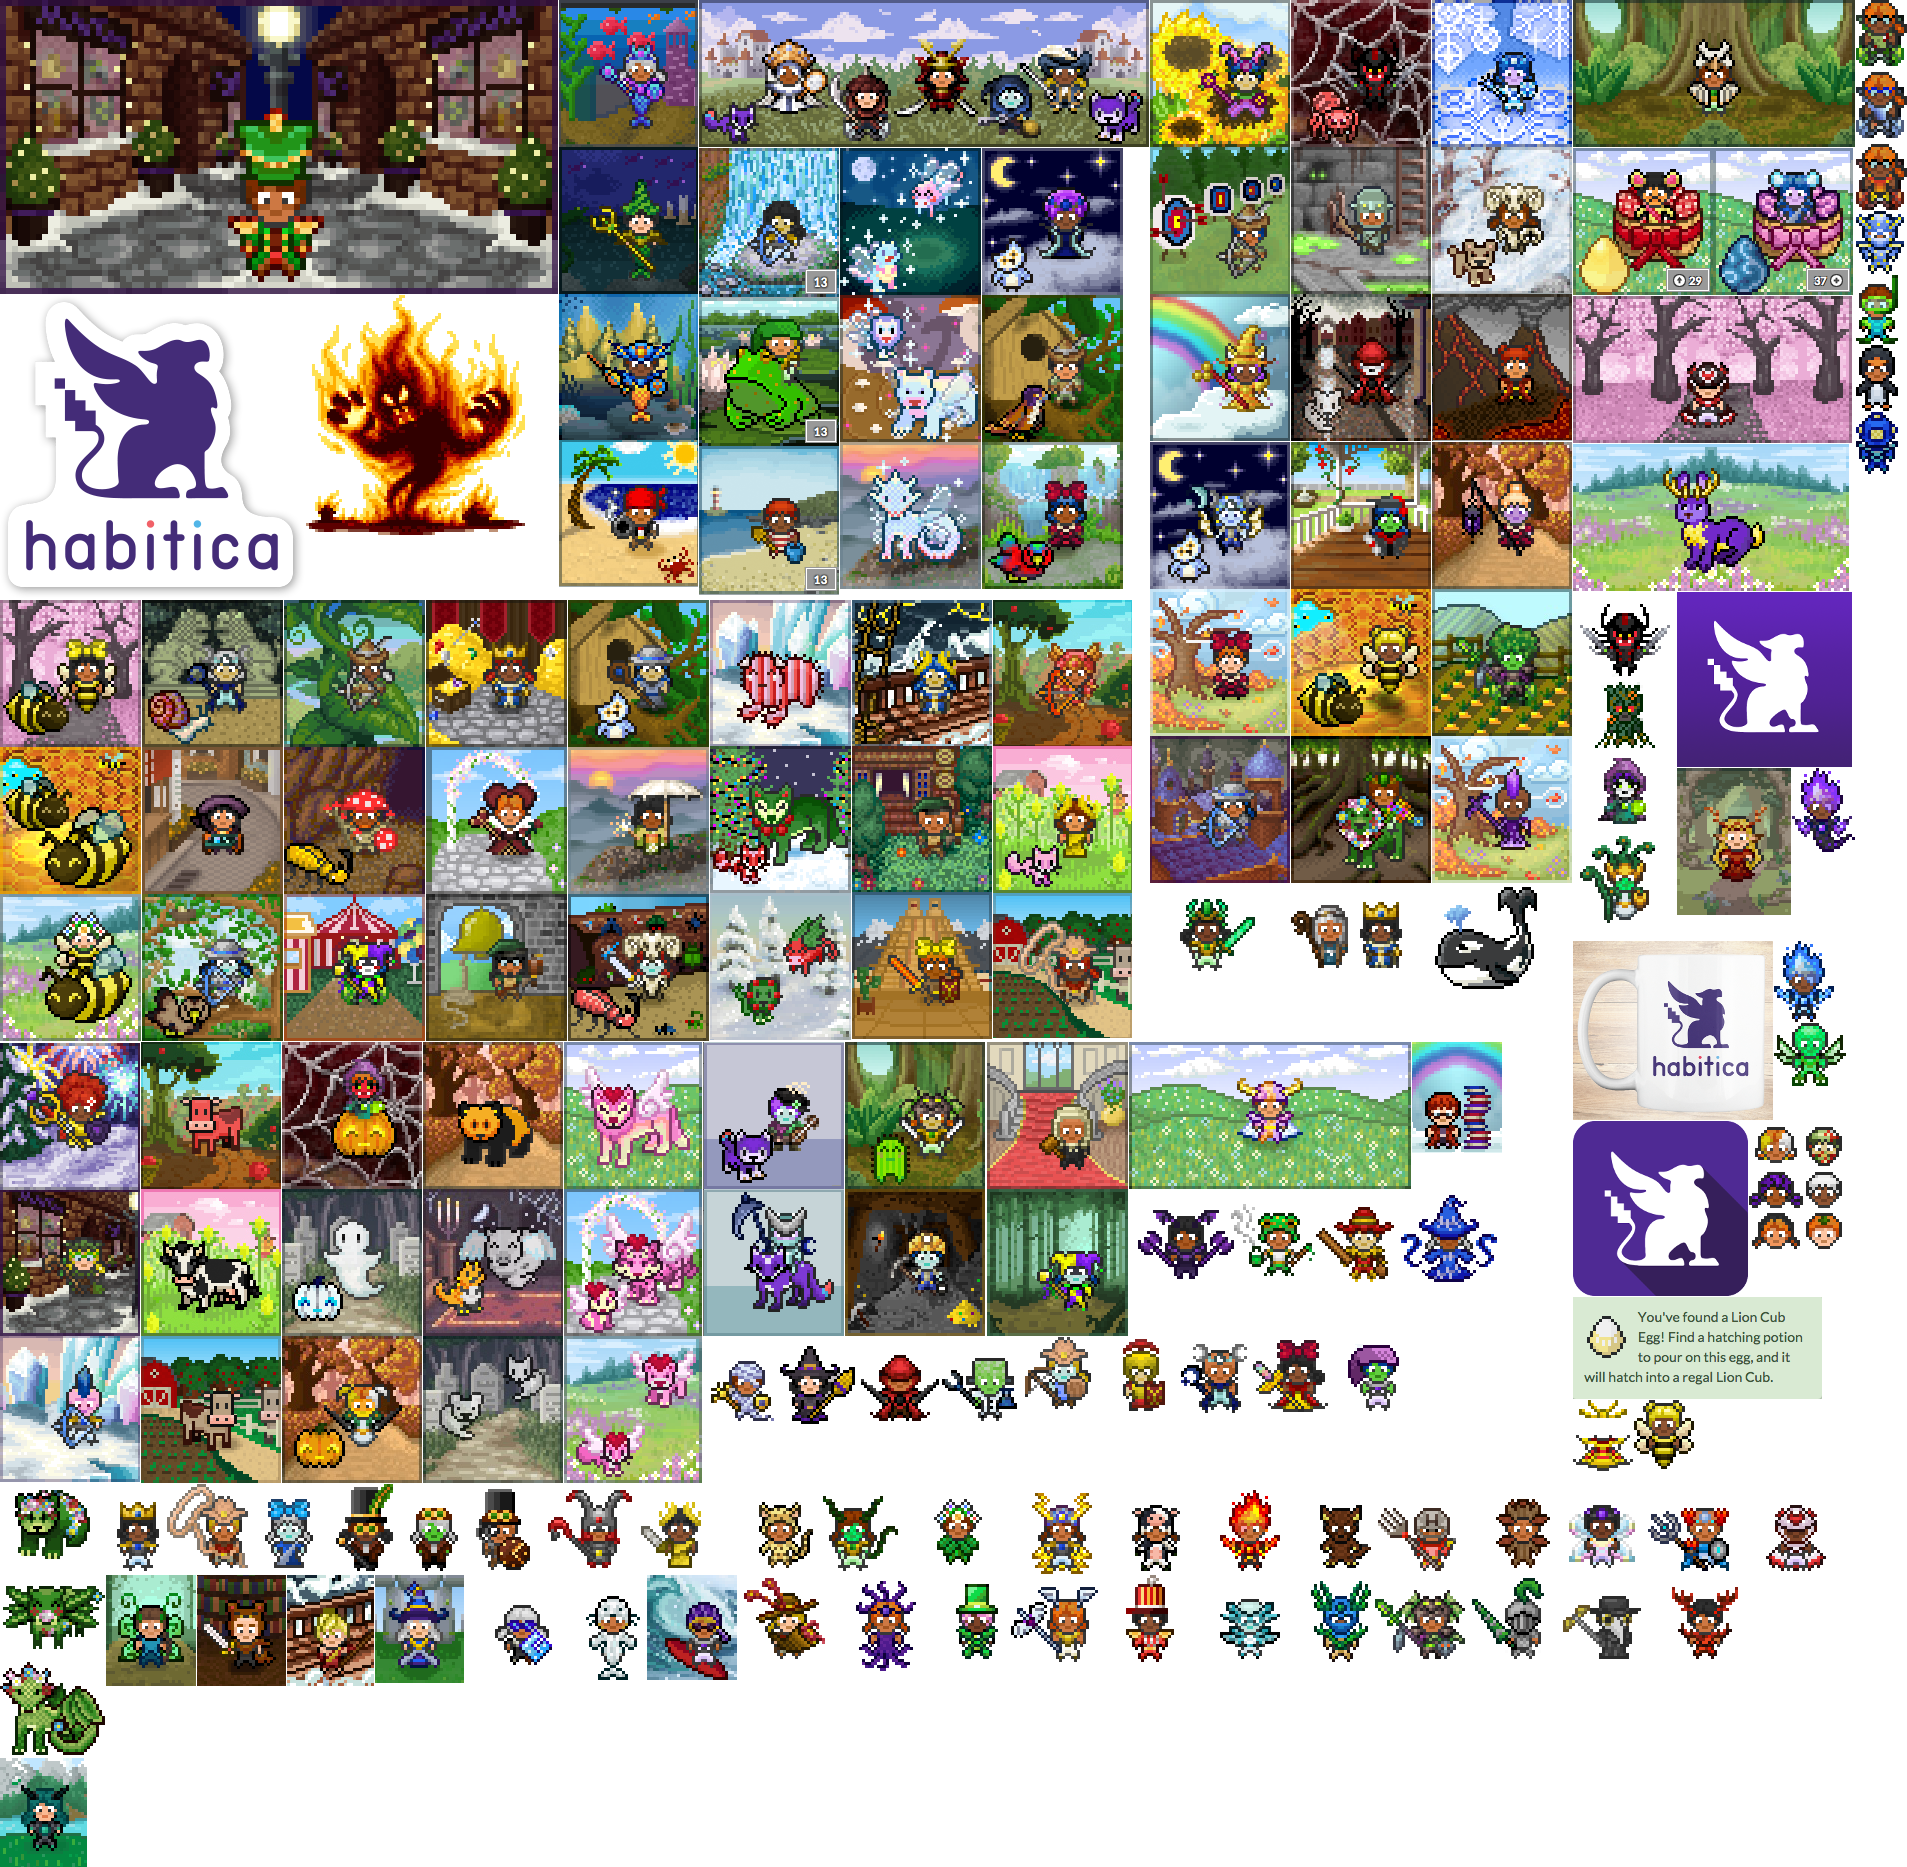 13
29
37
13
habitica
13
habitica
You've found a Lion Cub
Egg! Find a hatching potion
to pour on this egg, and it
will hatch into a regal Lion Cub.